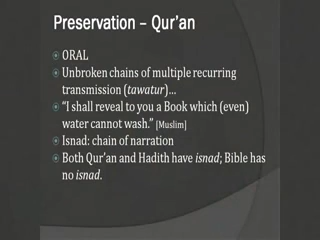 Preservation – Qur'an
ORAL
Unbroken chains of multiple recurring
transmission (tawatur)…
"I shall reveal to you a Book which (even)
water cannot wash." [Muslim]
Isnad: chain of narration
Both Qur'an and Hadith have isnad; Bible has
no isnad.